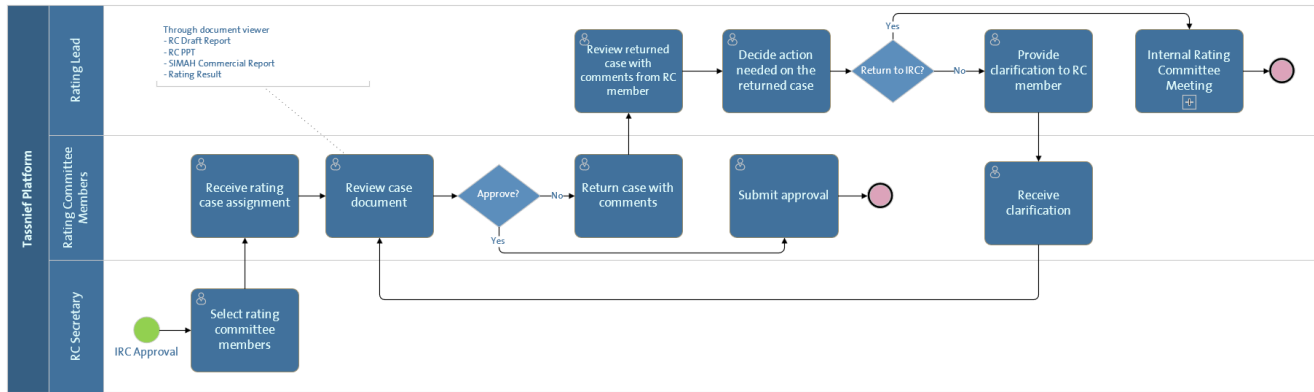 Tassnief Platform
Rating Lead
Through document viewer
- RC Draft Report
- RC PPT
- SIMAH Commercial Report
- Rating Result
Review returned
case with
comments from RC
member
Decide action
needed on the
returned case
Return to IRC?
Yes
No
Provide
clarification to RC
member
Internal Rating
Committee
Meeting
Rating Committee
Members
Receive rating
case assignment
Review case
document
Approve?
No
Yes
Return case with
comments
Submit approval
Receive
clarification
RC Secretary
IRC Approval
Select rating
committee
members